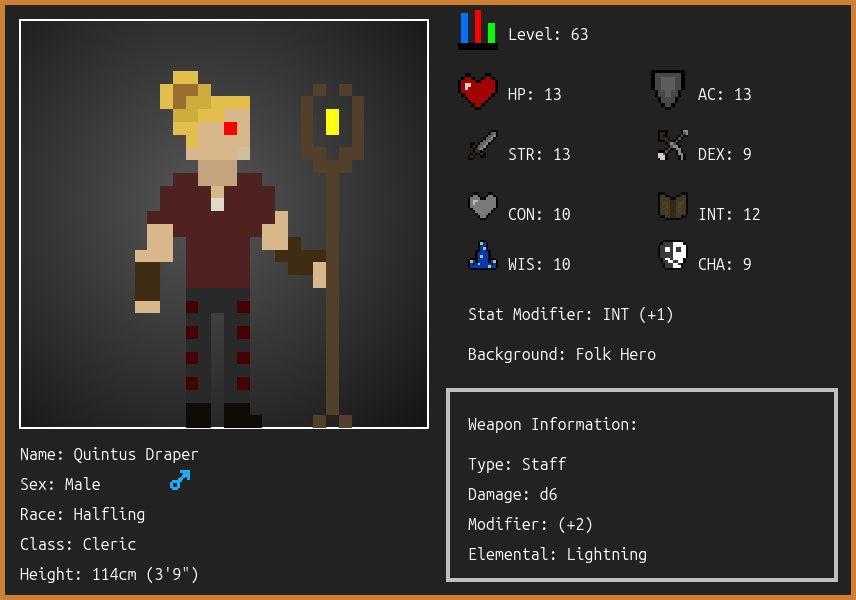 Level: 63
HP: 13
AC: 13
STR: 13
DEX: 9
CON: 10
INT: 12
WIS: 10
CHA: 9
Stat Modifier: INT (+1)
Background: Folk Hero
Weapon Information:
Type: Staff
Damage: d6
Modifier: (+2)
Elemental: Lightning
Name: Quintus Draper
Sex: Male
Race: Halfling
Class: Cleric
Height: 114cm (3'9")